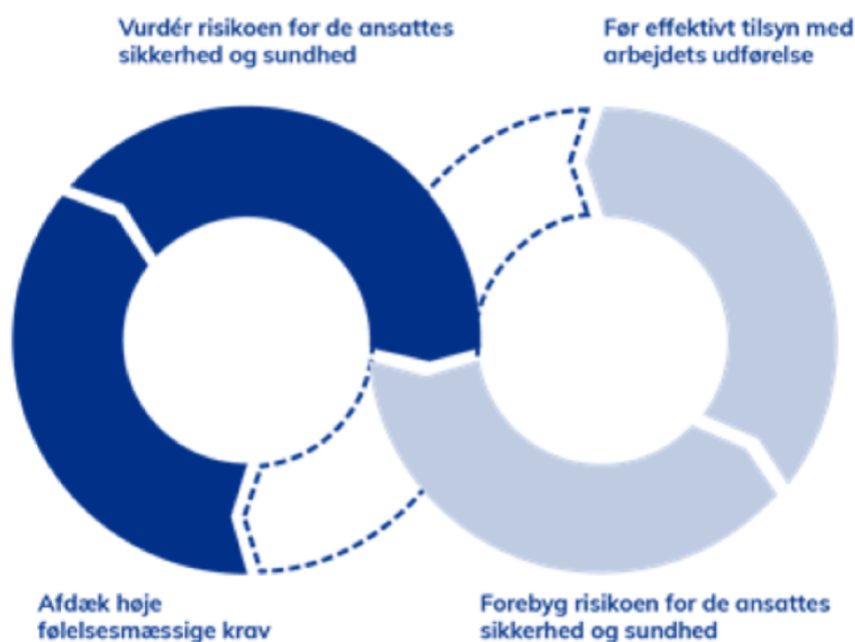 Vurdér risikoen for de ansattes
sikkerhed og sundhed
Før effektivt tilsyn med
arbejdets udførelse
Afdæk høje
følelsesmæssige krav
Forebyg risikoen for de ansattes
sikkerhed og sundhed